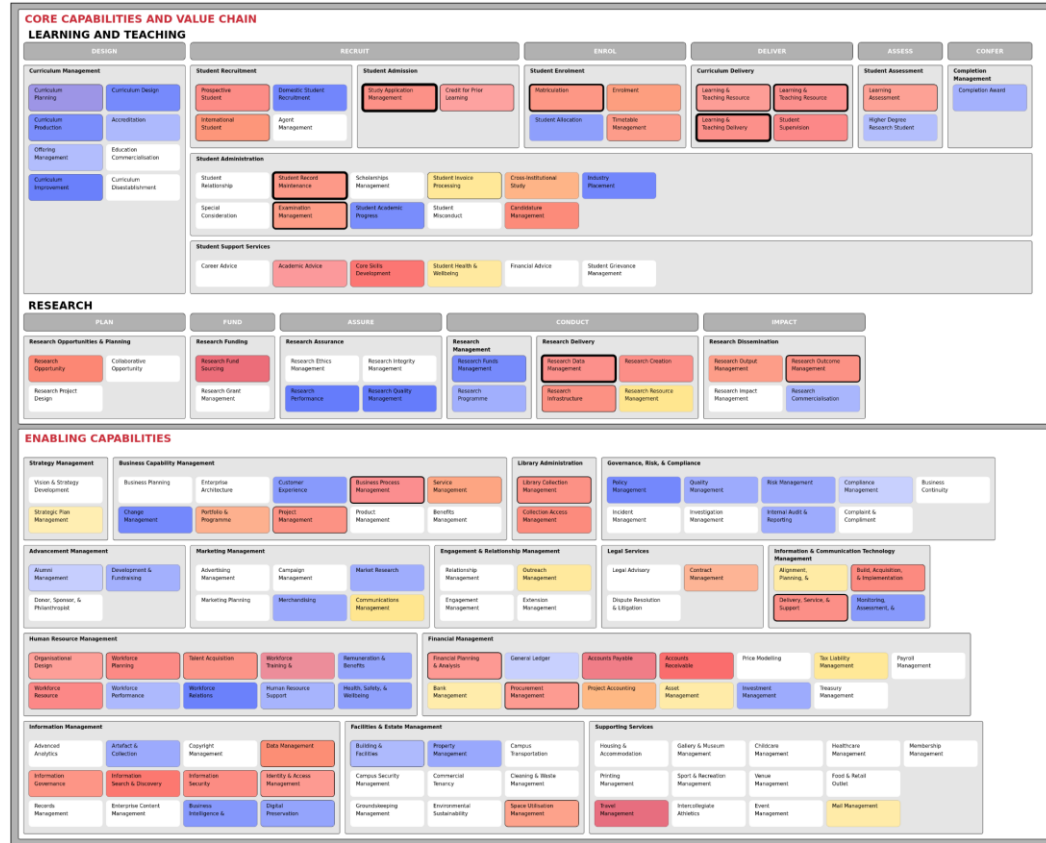 CORE CAPABILITIES AND VALUE CHAIN
LEARNING AND TEACHING
DESIGN
RECRUIT
ENROL
DELIVER
ASSESS
CONFER
Curriculum Management
Curriculum
Planning
Curriculum Design
Curriculum
Production
Accreditation
Offering
Management
Education
Commercialisation
Curriculum
Improvement
Curriculum
Disestablishment
Student Recruitment
Prospective
Student
Domestic Student
Recruitment
International
Student
Agent
Management
Student Admission
Study Application
Management
Credit for Prior
Learning
Student Enrolment
Matriculation
Enrolment
Student Allocation
Timetable
Management
Curriculum Delivery
Learning &
Teaching Resource
Learning &
Teaching Resource
Learning &
Teaching Delivery
Student
Supervision
Student Assessment
Learning
Assessment
Higher Degree
Research Student
Completion
Management
Completion Award
Student Administration
Student
Relationship
Student Record
Maintenance
Scholarships
Management
Student Invoice
Processing
Cross-Institutional
Study
Industry
Placement
Special
Consideration
Examination
Management
Student Academic
Progress
Student
Misconduct
Candidature
Management
Student Support Services
Career Advice
Academic Advice
Core Skills
Development
Student Health &
Wellbeing
Financial Advice
Student Grievance
Management
RESEARCH
PLAN
FUND
ASSURE
CONDUCT
IMPACT
Research Opportunities & Planning
Research
Opportunity
Collaborative
Opportunity
Research Project
Design
Research Funding
Research Fund
Sourcing
Research Grant
Management
Research Assurance
Research Ethics
Management
Research Integrity
Management
Research
Performance
Research Quality
Management
Research
Management
Research Funds
Management
Research
Programme
Research Delivery
Research Data
Management
Research Creation
Research
Infrastructure
Research Resource
Management
Research Dissemination
Research Output
Management
Research Outcome
Management
Research Impact
Management
Research
Commercialisation
ENABLING CAPABILITIES
Strategy Management
Vision & Strategy
Development
Strategic Plan
Management
Business Capability Management
Business Planning
Enterprise
Architecture
Customer
Experience
Business Process
Management
Service
Management
Change
Management
Portfolio &
Programme
Project
Management
Product
Management
Benefits
Management
Library Administration
Library Collection
Management
Collection Access
Management
Governance, Risk, & Compliance
Policy
Management
Quality
Management
Risk Management
Compliance
Management
Business
Continuity
Incident
Management
Investigation
Management
Internal Audit &
Reporting
Complaint &
Compliment
Advancement Management
Alumni
Management
Development &
Fundraising
Donor, Sponsor, &
Philanthropist
Marketing Management
Advertising
Management
Campaign
Management
Market Research
Marketing Planning
Merchandising
Communications
Management
Engagement & Relationship Management
Relationship
Management
Outreach
Management
Engagement
Management
Extension
Management
Legal Services
Legal Advisory
Contract
Management
Dispute Resolution
& Litigation
Information & Communication Technology
Management
Alignment,
Planning, &
Build, Acquisition,
& Implementation
Delivery, Service, &
Support
Monitoring,
Assessment, &
Human Resource Management
Organisational
Design
Workforce
Planning
Talent Acquisition
Workforce
Training &
Remuneration &
Benefits
Workforce
Resource
Workforce
Performance
Workforce
Relations
Human Resource
Support
Health, Safety, &
Wellbeing
Financial Management
Financial Planning
& Analysis
General Ledger
Accounts Payable
Accounts
Receivable
Price Modelling
Tax Liability
Management
Payroll
Management
Bank
Management
Procurement
Management
Project Accounting
Asset
Management
Investment
Management
Treasury
Management
Information Management
Advanced
Analytics
Artefact &
Collection
Copyright
Management
Data Management
Information
Governance
Information
Search & Discovery
Information
Security
Identity & Access
Management
Records
Management
Enterprise Content
Management
Business
Intelligence &
Digital
Preservation
Facilities & Estate Management
Building &
Facilities
Property
Management
Campus
Transportation
Campus Security
Management
Commercial
Tenancy
Cleaning & Waste
Management
Groundskeeping
Management
Environmental
Sustainability
Space Utilisation
Management
Supporting Services
Housing &
Accommodation
Gallery & Museum
Management
Childcare
Management
Healthcare
Management
Membership
Management
Printing
Management
Sport & Recreation
Management
Venue
Management
Food & Retail
Outlet
Travel
Management
Intercollegiate
Athletics
Event
Management
Mail Management